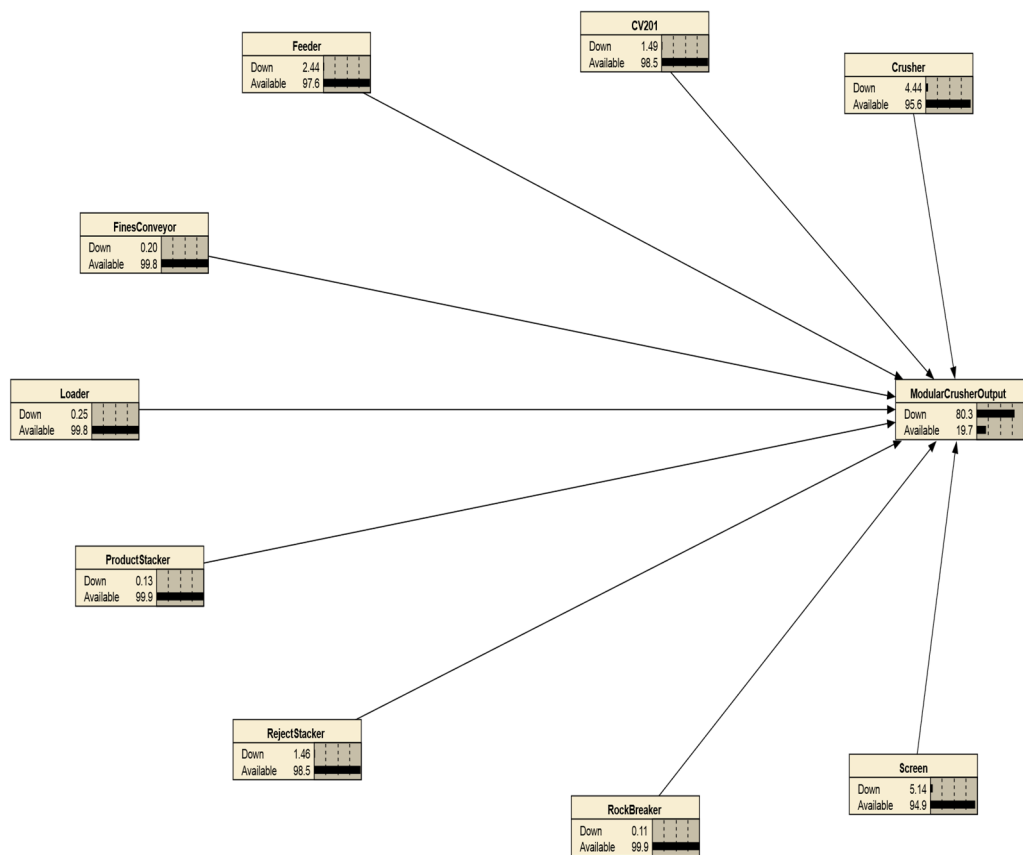 CV201
Down 1.49
Available 98.5
Feeder
Down 2.44
Available 97.6
Crusher
Down 4.44
Available 95.6
FinesConveyor
Down 0.20
Available 99.8
Loader
Down 0.25
Available 99.8
ModularCrusherOutput
Down 80.3
Available 19.7
ProductStacker
Down 0.13
Available 99.9
RejectStacker
Down 1.46
Available 98.5
Screen
Down 5.14
Available 94.9
RockBreaker
Down 0.11
Available 99.9